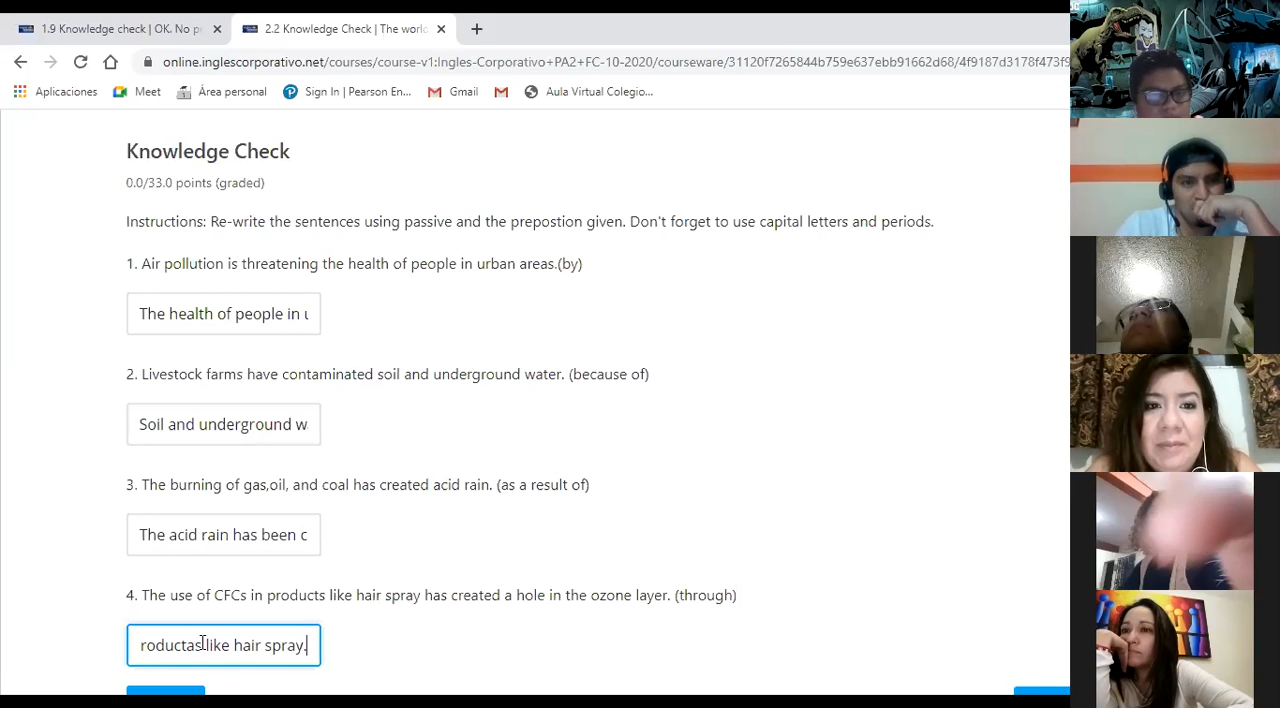 1.9 Knowledge check | OK. No p
2.2 Knowledge Check | The worl
online.inglescorporativo.net/courses/course-v1:Ingles-Corporativo+PA2+FC-10-2020/courseware/31120f7265844b759e637ebb91662d68/4f9187d3178f473f9
Aplicaciones Meet Área personal Sign In | Pearson En... Gmail Aula Virtual Colegio...
Knowledge Check
0.0/33.0 points (graded)
Instructions: Re-write the sentences using passive and the prepostion given. Don't forget to use capital letters and periods.
1. Air pollution is threatening the health of people in urban areas.(by)
The health of people in u
2. Livestock farms have contaminated soil and underground water. (because of)
Soil and underground w
3. The burning of gas,oil, and coal has created acid rain. (as a result of)
The acid rain has been c
4. The use of CFCs in products like hair spray has created a hole in the ozone layer. (through)
roductas like hair spray.